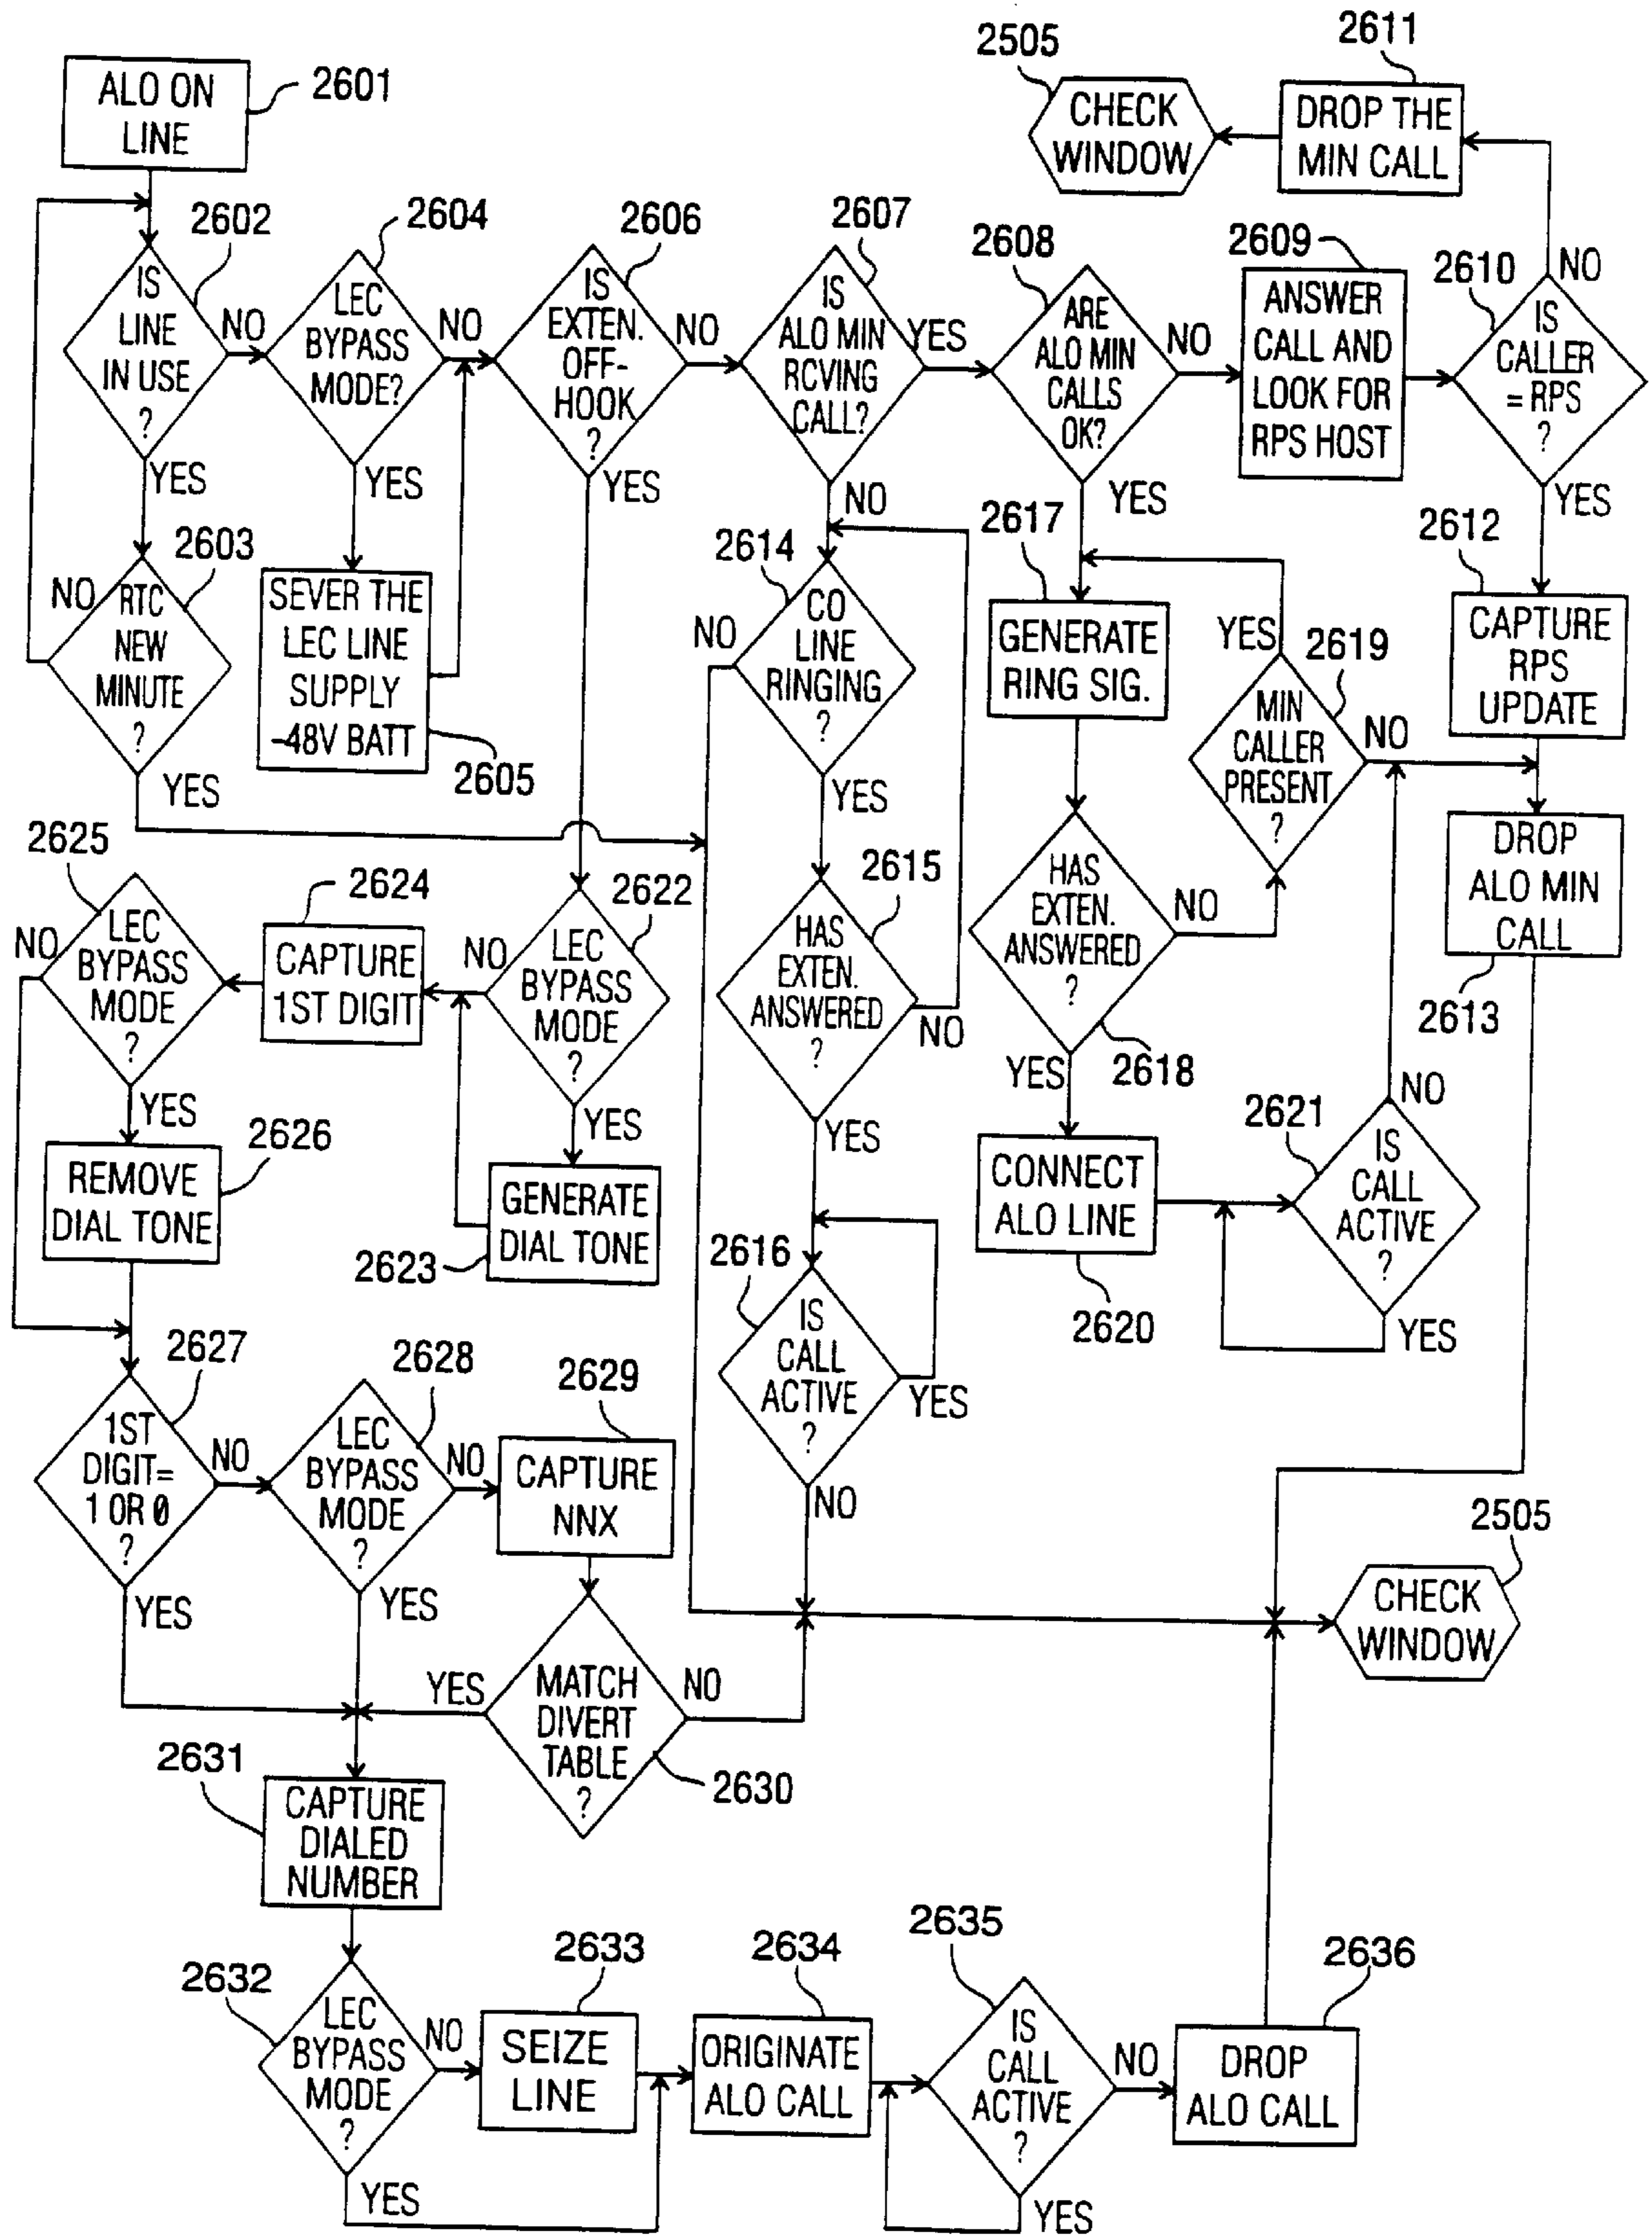 2505
CHECK
WINDOW
2611
DROP THE
MIN CALL
ALO ON
LINE
2601
2602
IS
LINE
IN USE
?
NO
YES
2604
LEC
BYPASS
MODE?
NO
YES
2606
IS
EXTEN.
OFF-
HOOK
?
NO
YES
2607
IS
ALO MIN
RCVING
CALL?
YES
NO
2608
ARE
ALO MIN
CALLS
OK?
NO
YES
2609
ANSWER
CALL AND
LOOK FOR
RPS HOST
2610
IS
CALLER
= RPS
?
NO
YES
2603
RTC
NEW
MINUTE
?
NO
YES
SEVER THE
LEC LINE
SUPPLY
-48V BATT
2605
2614
CO
LINE
RINGING
?
NO
YES
2617
GENERATE
RING SIG.
2619
MIN
CALLER
PRESENT
?
YES
NO
2612
CAPTURE
RPS
UPDATE
DROP
ALO MIN
CALL
2613
2625
LEC
BYPASS
MODE
?
NO
YES
2624
CAPTURE
1ST DIGIT
2622
LEC
BYPASS
MODE
?
NO
YES
2615
HAS
EXTEN.
ANSWERED
?
NO
YES
HAS
EXTEN.
ANSWERED
?
NO
YES
2618
2626
REMOVE
DIAL TONE
GENERATE
DIAL TONE
2623
2616
IS
CALL
ACTIVE
?
YES
NO
CONNECT
ALO LINE
2620
2621
IS
CALL
ACTIVE
?
NO
YES
2627
1ST
DIGIT=
1 OR 0
?
NO
YES
2628
LEC
BYPASS
MODE
?
NO
YES
2629
CAPTURE
NNX
MATCH
DIVERT
TABLE
?
YES
NO
2630
2505
CHECK
WINDOW
2631
CAPTURE
DIALED
NUMBER
2632
LEC
BYPASS
MODE
?
NO
YES
2633
SEIZE
LINE
2634
ORIGINATE
ALO CALL
2635
IS
CALL
ACTIVE
?
NO
YES
2636
DROP
ALO CALL